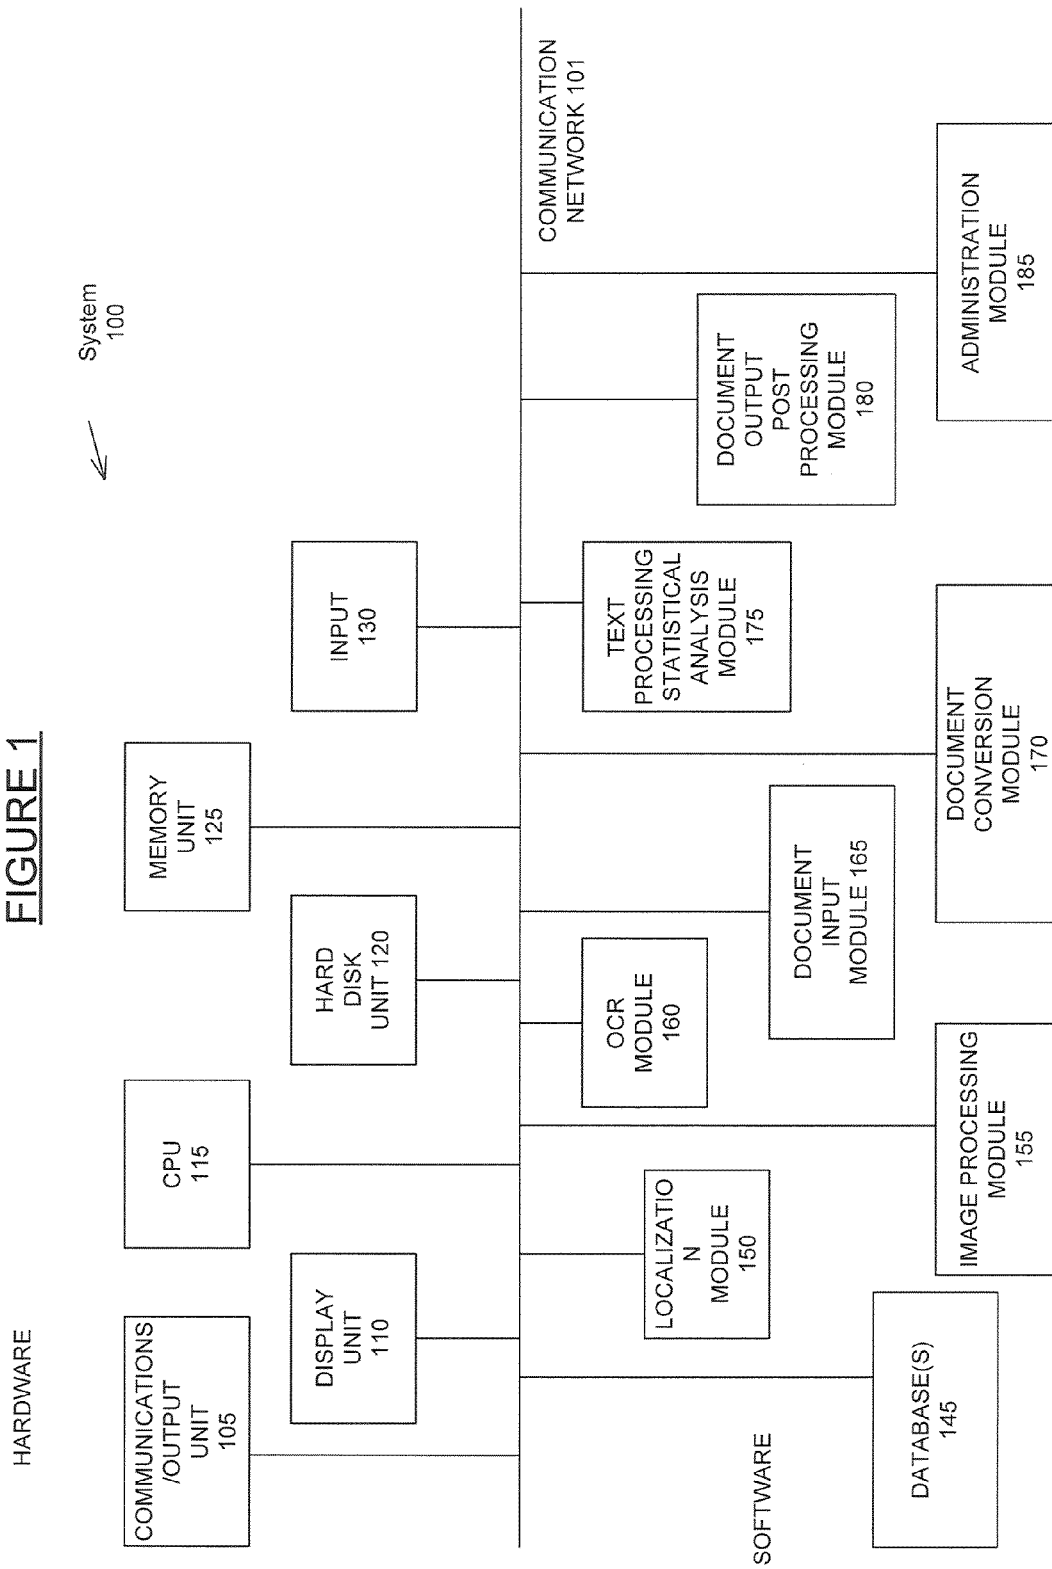 FIGURE 1
HARDWARE
System
100
COMMUNICATIONS
/OUTPUT
UNIT
105
CPU
115
MEMORY
UNIT
125
DISPLAY
UNIT
110
HARD
DISK
UNIT 120
INPUT
130
COMMUNICATION
NETWORK 101
SOFTWARE
DATABASE(S)
145
LOCALIZATIO
N
MODULE
150
IMAGE PROCESSING
MODULE
155
OCR
MODULE
160
DOCUMENT
INPUT
MODULE 165
DOCUMENT
CONVERSION
MODULE
170
TEXT
PROCESSING
STATISTICAL
ANALYSIS
MODULE
175
DOCUMENT
OUTPUT
POST
PROCESSING
MODULE
180
ADMINISTRATION
MODULE
185